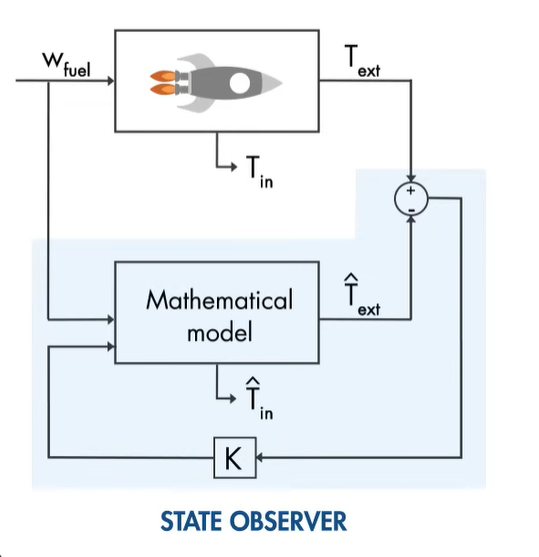 w_fuel
T_ext
T_in
+
-
Mathematical
model
T̂_ext
T̂_in
K
STATE OBSERVER